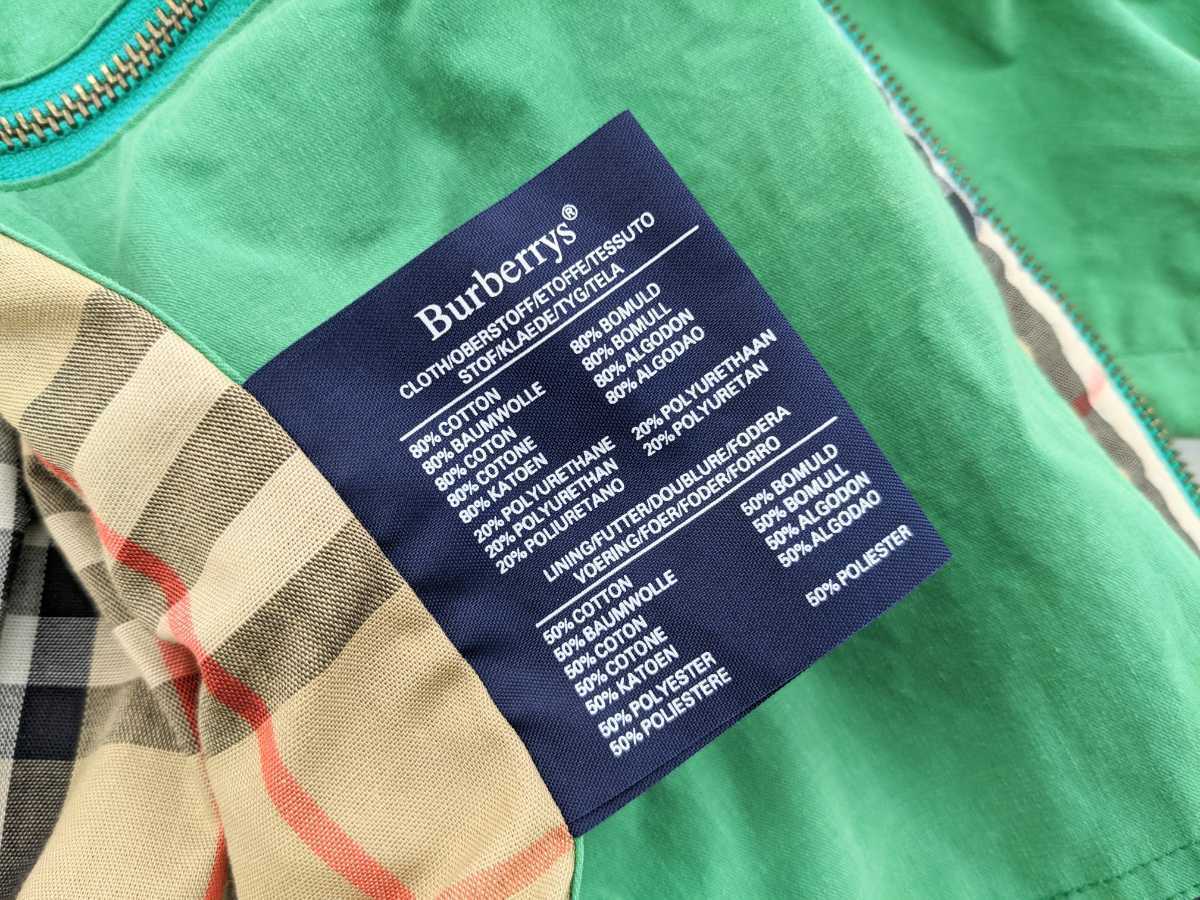 Burberrys®
CLOTH/OBERSTOFF/ETOFFE/TESSUTO
STOF/KLAEDE/TYG/TELA
80% COTTON
80% BAUMWOLLE
80% COTON
80% COTONE
80% KATOEN
80% BOMULD
80% BOMULL
80% ALGODON
80% ALGODAO
20% POLYURETHANE
20% POLYURETHAN
20% POLIURETANO
20% POLYURETHAAN
20% POLYURETAN
LINING/FUTTER/DOUBLURE/FODERA
VOERING/FOER/FODER/FORRO
50% COTTON
50% BAUMWOLLE
50% COTON
50% COTONE
50% KATOEN
50% BOMULD
50% BOMULL
50% ALGODON
50% ALGODAO
50% POLYESTER
50% POLIESTERE
50% POLIESTER